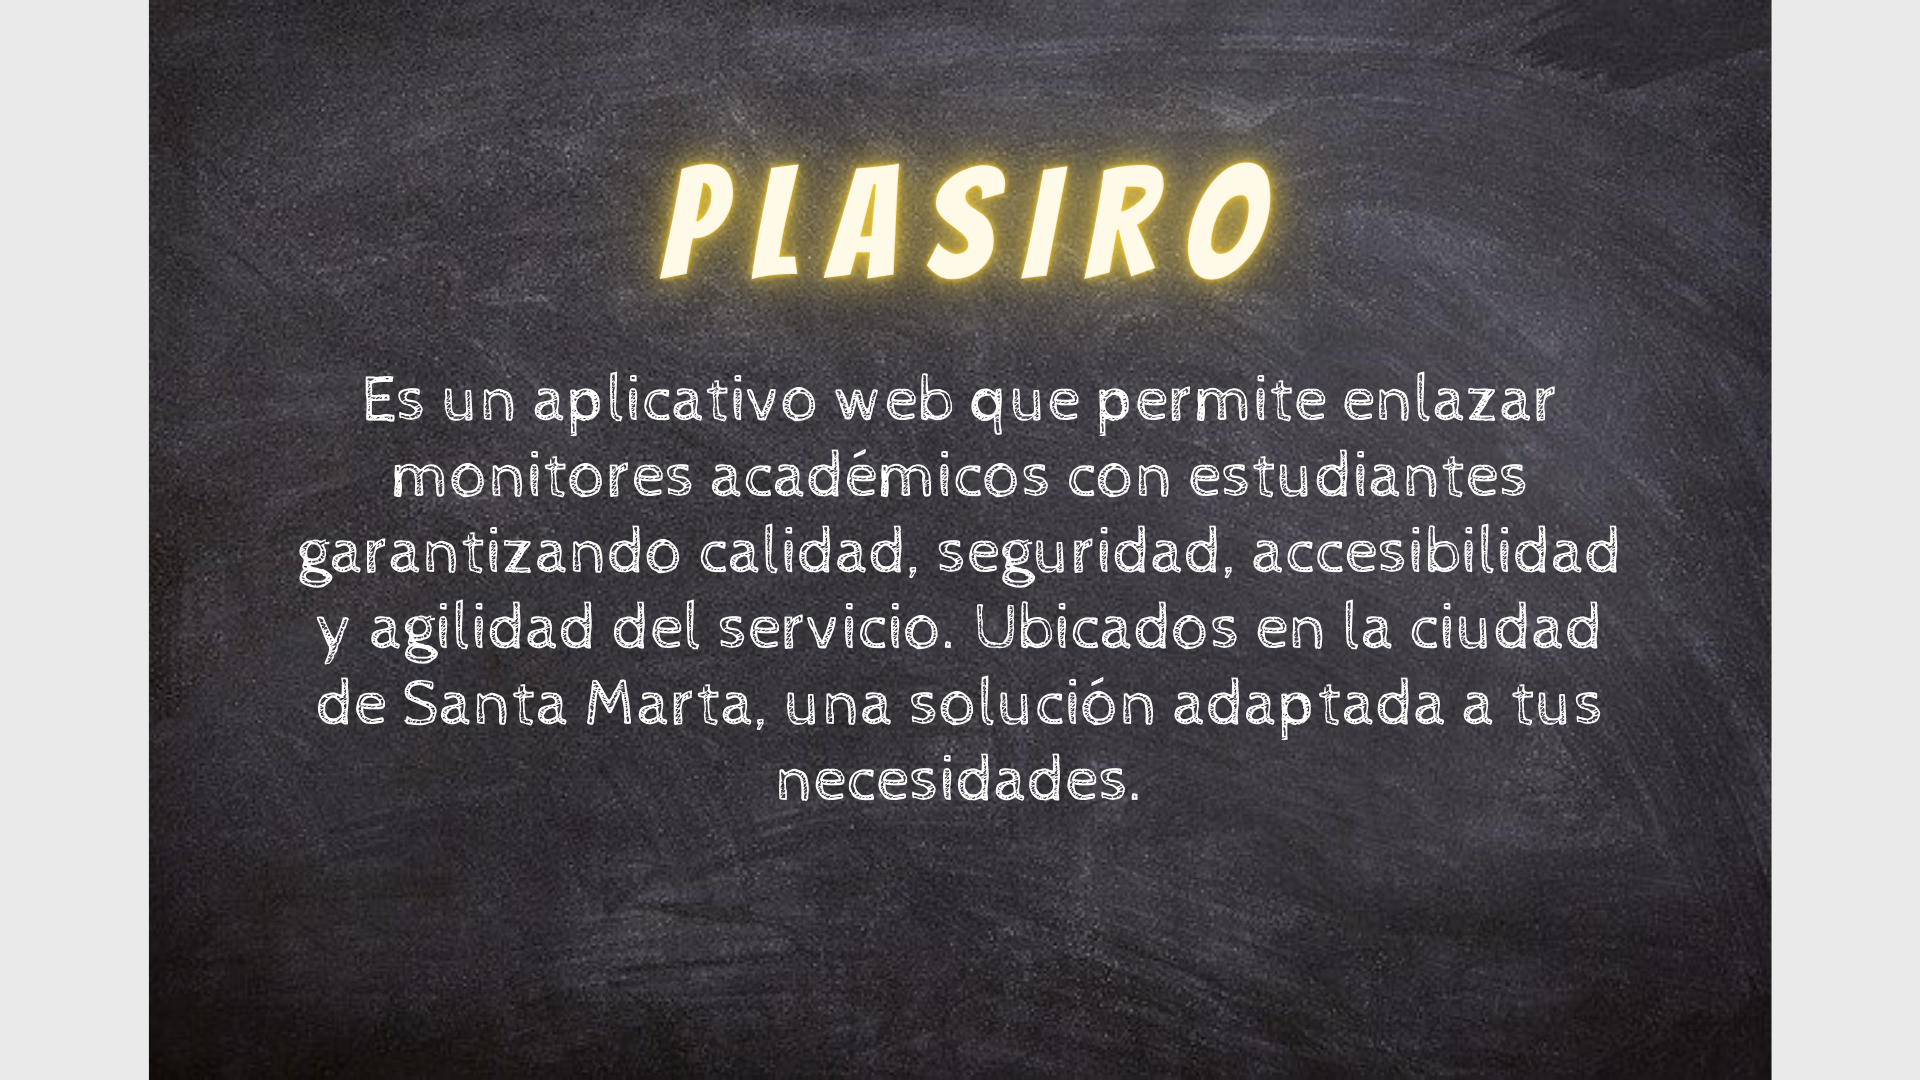 PLASIRO
Es un aplicativo web que permite enlazar
monitores académicos con estudiantes
garantizando calidad, seguridad, accesibilidad
y agilidad del servicio. Ubicados en la ciudad
de Santa Marta, una solución adaptada a tus
necesidades.